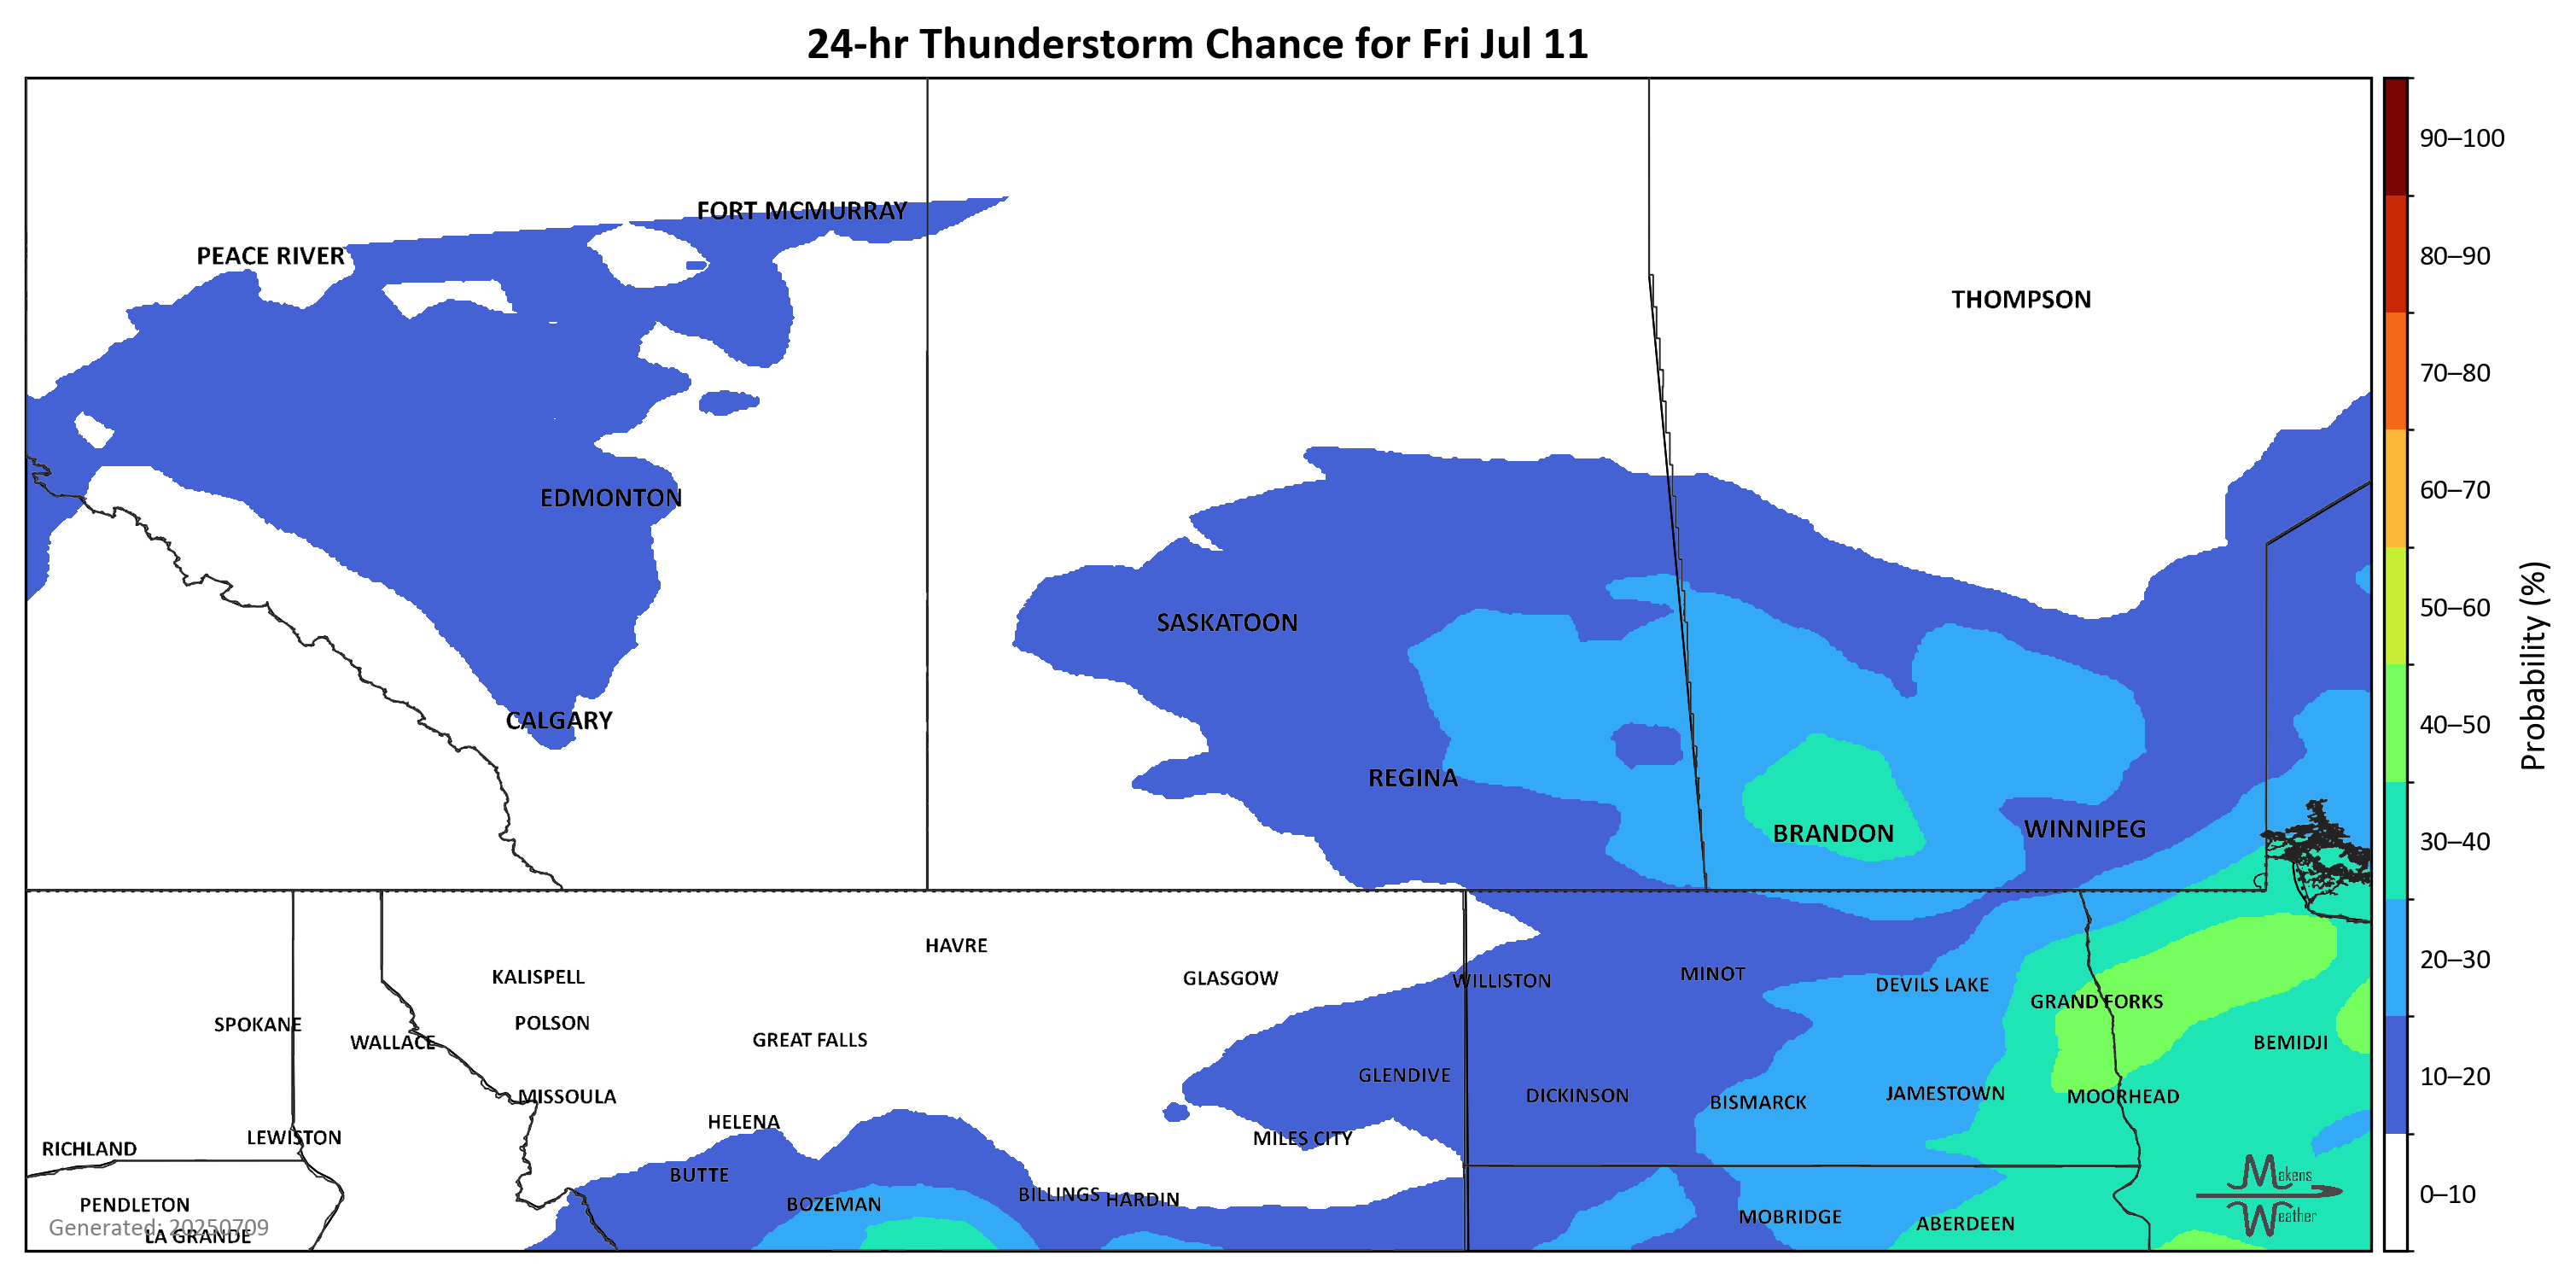 24-hr Thunderstorm Chance for Fri Jul 11
90–100
FORT MCMURRAY
PEACE RIVER
80–90
THOMPSON
70–80
EDMONTON
60–70
SASKATOON
50–60
Probability (%)
CALGARY
40–50
REGINA
WINNIPEG
BRANDON
30–40
HAVRE
20–30
KALISPELL
GLASGOW
WILLISTON
MINOT
DEVILS LAKE
GRAND FORKS
SPOKANE
POLSON
WALLACE
GREAT FALLS
BEMIDJI
GLENDIVE
10–20
MISSOULA
DICKINSON
BISMARCK
JAMESTOWN
MOORHEAD
HELENA
RICHLAND
LEWISTON
MILES CITY
BUTTE
Makens
Weather
PENDLETON
BOZEMAN
BILLINGS
HARDIN
0–10
MOBRIDGE
ABERDEEN
Generated: 20250709
LA GRANDE